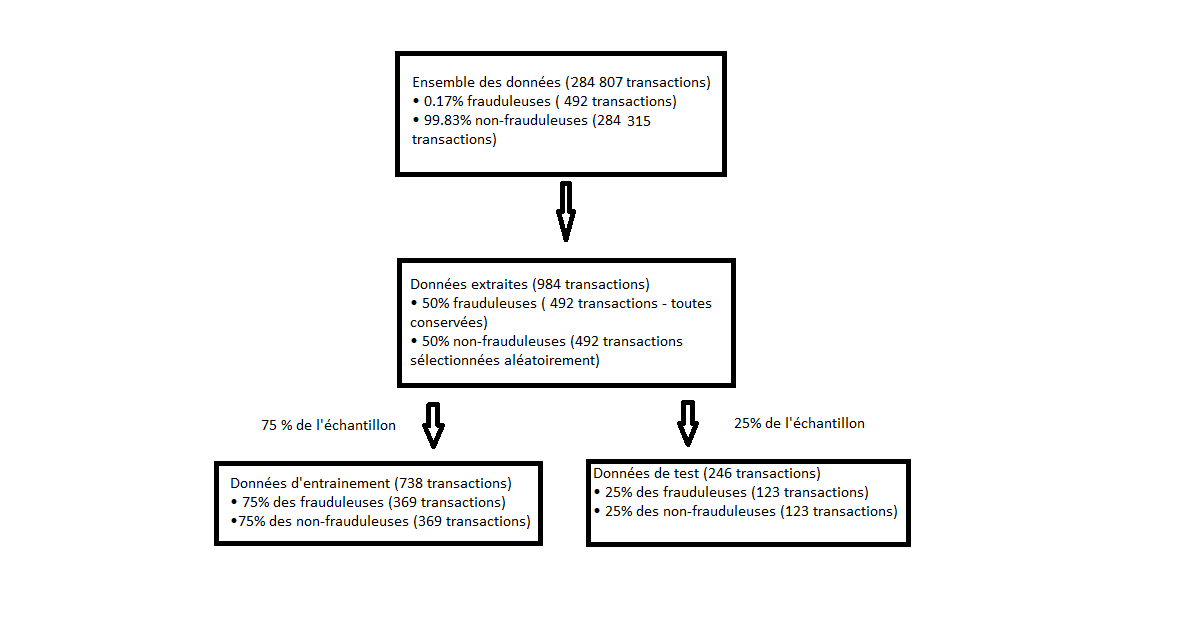 Ensemble des données (284 807 transactions)
• 0.17% frauduleuses ( 492 transactions)
• 99.83% non-frauduleuses (284 315
transactions)
Données extraites (984 transactions)
• 50% frauduleuses ( 492 transactions - toutes
conservées)
• 50% non-frauduleuses (492 transactions
sélectionnées aléatoirement)
75 % de l'échantillon
25% de l'échantillon
Données d'entrainement (738 transactions)
• 75% des frauduleuses (369 transactions)
•75% des non-frauduleuses (369 transactions)
Données de test (246 transactions)
• 25% des frauduleuses (123 transactions)
• 25% des non-frauduleuses (123 transactions)